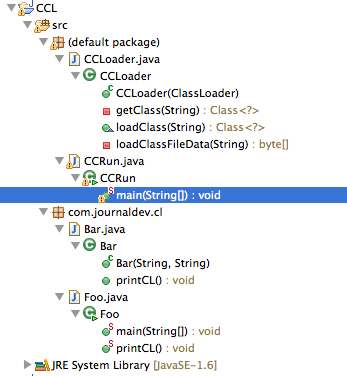 CCL
src
(default package)
CCLoader.java
CCLoader
CCLoader(ClassLoader)
getClass(String) : Class<?>
loadClass(String) : Class<?>
loadClassFileData(String) : byte[]
CCRun.java
CCRun
main(String[]) : void
com.journaldev.cl
Bar.java
Bar
Bar(String, String)
printCL() : void
Foo.java
Foo
main(String[]) : void
printCL() : void
JRE System Library [JavaSE-1.6]